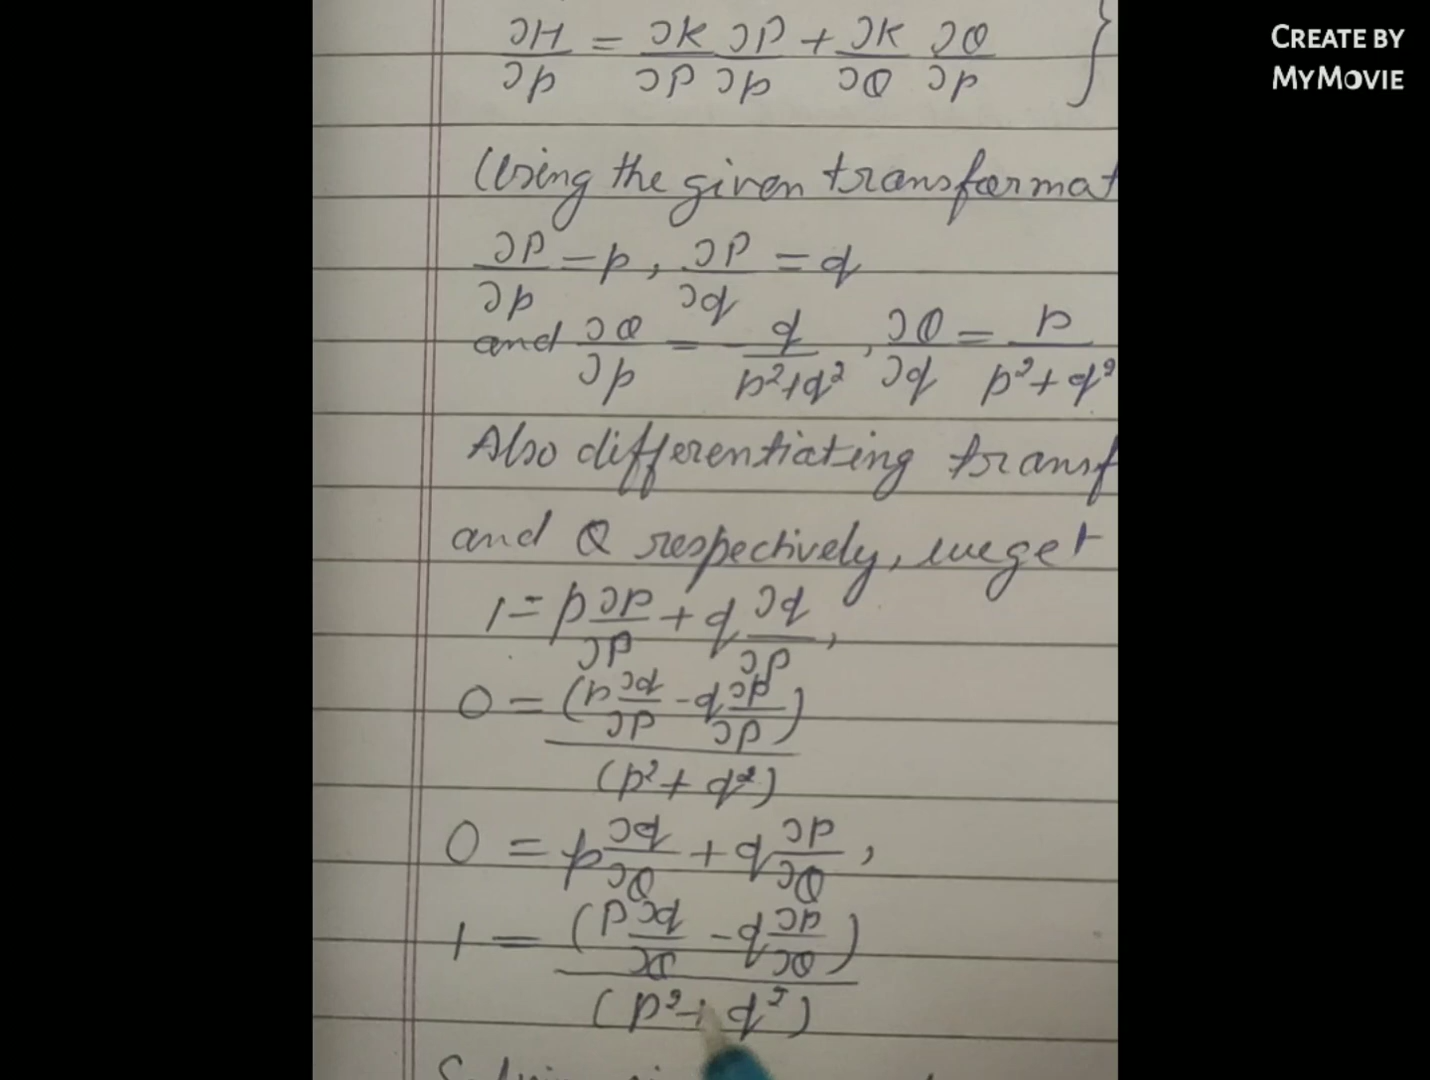 CREATE BY
MYMOVIE
∂H/∂p = ∂K/∂P ∂P/∂p + ∂K/∂Q ∂Q/∂p }
Using the given transformat
∂P/∂p = p, ∂P/∂q = q
and ∂Q/∂p = - q/(p²+q²), ∂Q/∂q = p/(p²+q²)
Also differentiating transf
and Q respectively, we get
1 = p ∂p/∂P + q ∂q/∂P,
0 = (p ∂q/∂P - q ∂p/∂P)/(p²+q²)
0 = p ∂q/∂Q + q ∂p/∂Q,
1 = (p ∂q/∂Q - q ∂p/∂Q)/(p²+q²)